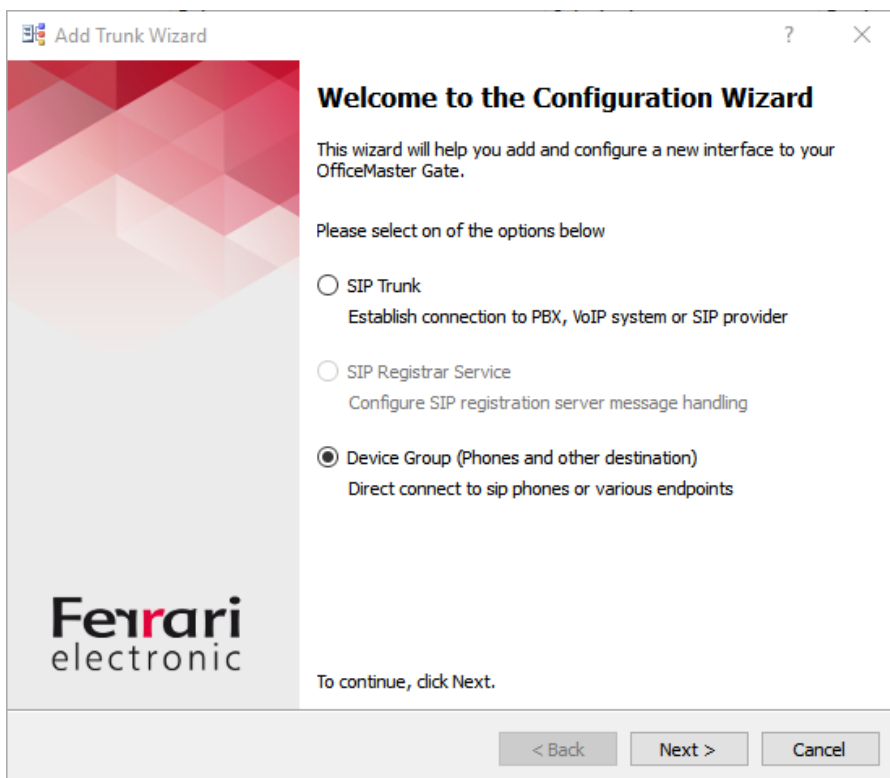 Add Trunk Wizard
?
Welcome to the Configuration Wizard
This wizard will help you add and configure a new interface to your
OfficeMaster Gate.
Please select on of the options below
SIP Trunk
Establish connection to PBX, VoIP system or SIP provider
SIP Registrar Service
Configure SIP registration server message handling
Device Group (Phones and other destination)
Direct connect to sip phones or various endpoints
Ferrari
electronic
To continue, click Next.
< Back Next > Cancel